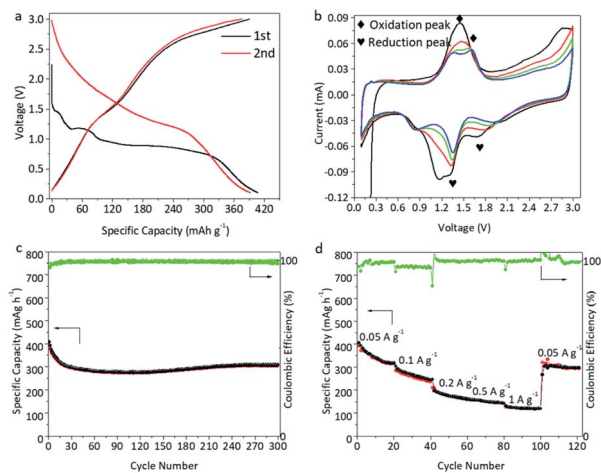 a
3.0
2.5
2.0
1.5
1.0
0.5
0.0
Voltage (V)
1st
2nd
0 60 120 180 240 300 360 420
Specific Capacity (mAh g⁻¹)
b
0.09
0.06
0.03
0.00
-0.03
-0.06
-0.09
-0.12
Current (mA)
♦ Oxidation peak
♥ Reduction peak
0.0 0.3 0.6 0.9 1.2 1.5 1.8 2.1 2.4 2.7 3.0
Voltage (V)
c
800
700
600
500
400
300
200
100
0
Specific Capacity (mAg h⁻¹)
100
0
Coulombic Efficiency (%)
0 30 60 90 120 150 180 210 240 270 300
Cycle Number
d
800
700
600
500
400
300
200
100
0
Specific Capacity (mAg h⁻¹)
0.05 A g⁻¹
0.1 A g⁻¹
0.2 A g⁻¹
0.5 A g⁻¹
1 A g⁻¹
0.05 A g⁻¹
100
0
Coulombic Efficiency (%)
0 20 40 60 80 100 120
Cycle Number